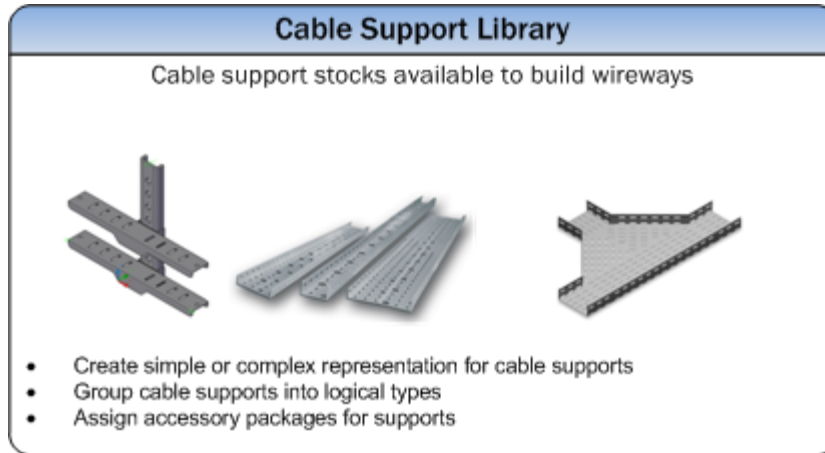 Cable Support Library
Cable support stocks available to build wireways
• Create simple or complex representation for cable supports
• Group cable supports into logical types
• Assign accessory packages for supports